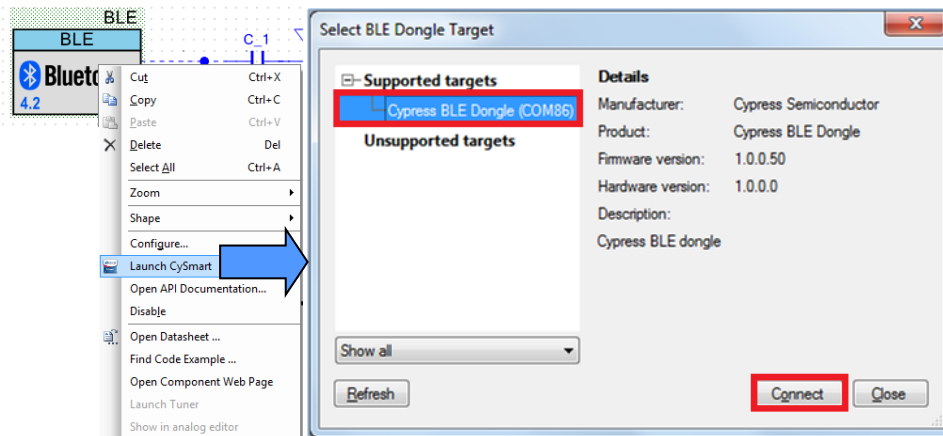 BLE
BLE
C_1
Blueto
4.2
Cut Ctrl+X
Copy Ctrl+C
Paste Ctrl+V
Delete Del
Select All Ctrl+A
Zoom
Shape
Configure...
Launch CySmart
Open API Documentation...
Disable
Open Datasheet ...
Find Code Example ...
Open Component Web Page
Launch Tuner
Show in analog editor
Select BLE Dongle Target
Supported targets
Cypress BLE Dongle (COM86)
Unsupported targets
Show all
Refresh
Details
Manufacturer: Cypress Semiconductor
Product: Cypress BLE Dongle
Firmware version: 1.0.0.50
Hardware version: 1.0.0.0
Description:
Cypress BLE dongle
Connect Close